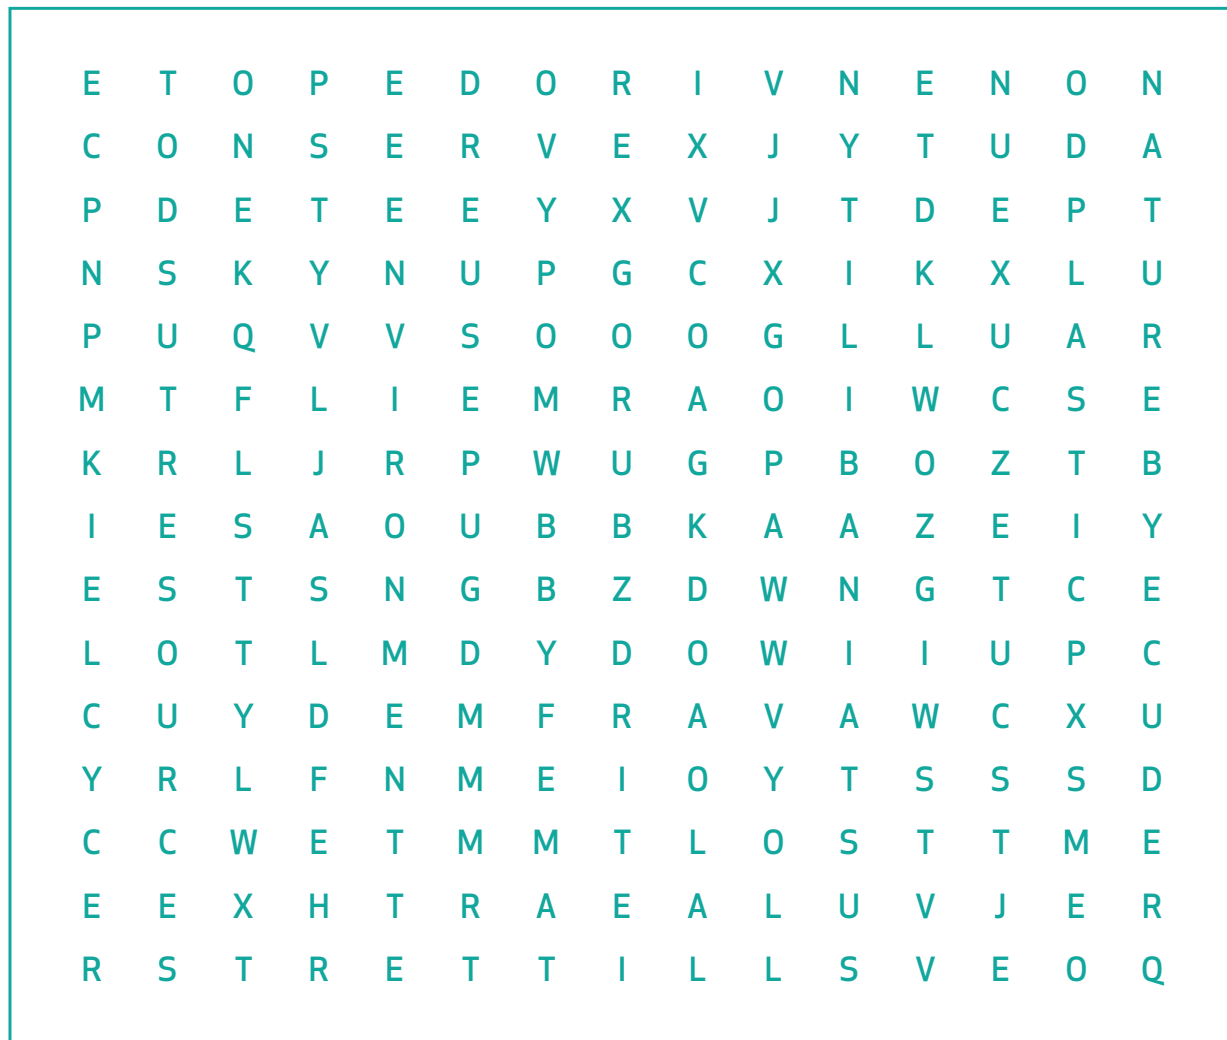 E T O P E D O R I V N E N O N
C O N S E R V E X J Y T U D A
P D E T E E Y X V J T D E P T
N S K Y N U P G C X I K X L U
P U Q V V S O O O G L L U A R
M T F L I E M R A O I W C S E
K R L J R P W U G P B O Z T B
I E S A O U B B K A A Z E I Y
E S T S N G B Z D W N G T C E
L O T L M D Y D O W I I U P C
C U Y D E M F R A V A W C X U
Y R L F N M E I O Y T S S S D
C C W E T M M T L O S T T M E
E E X H T R A E A L U V J E R
R S T R E T T I L L S V E O Q